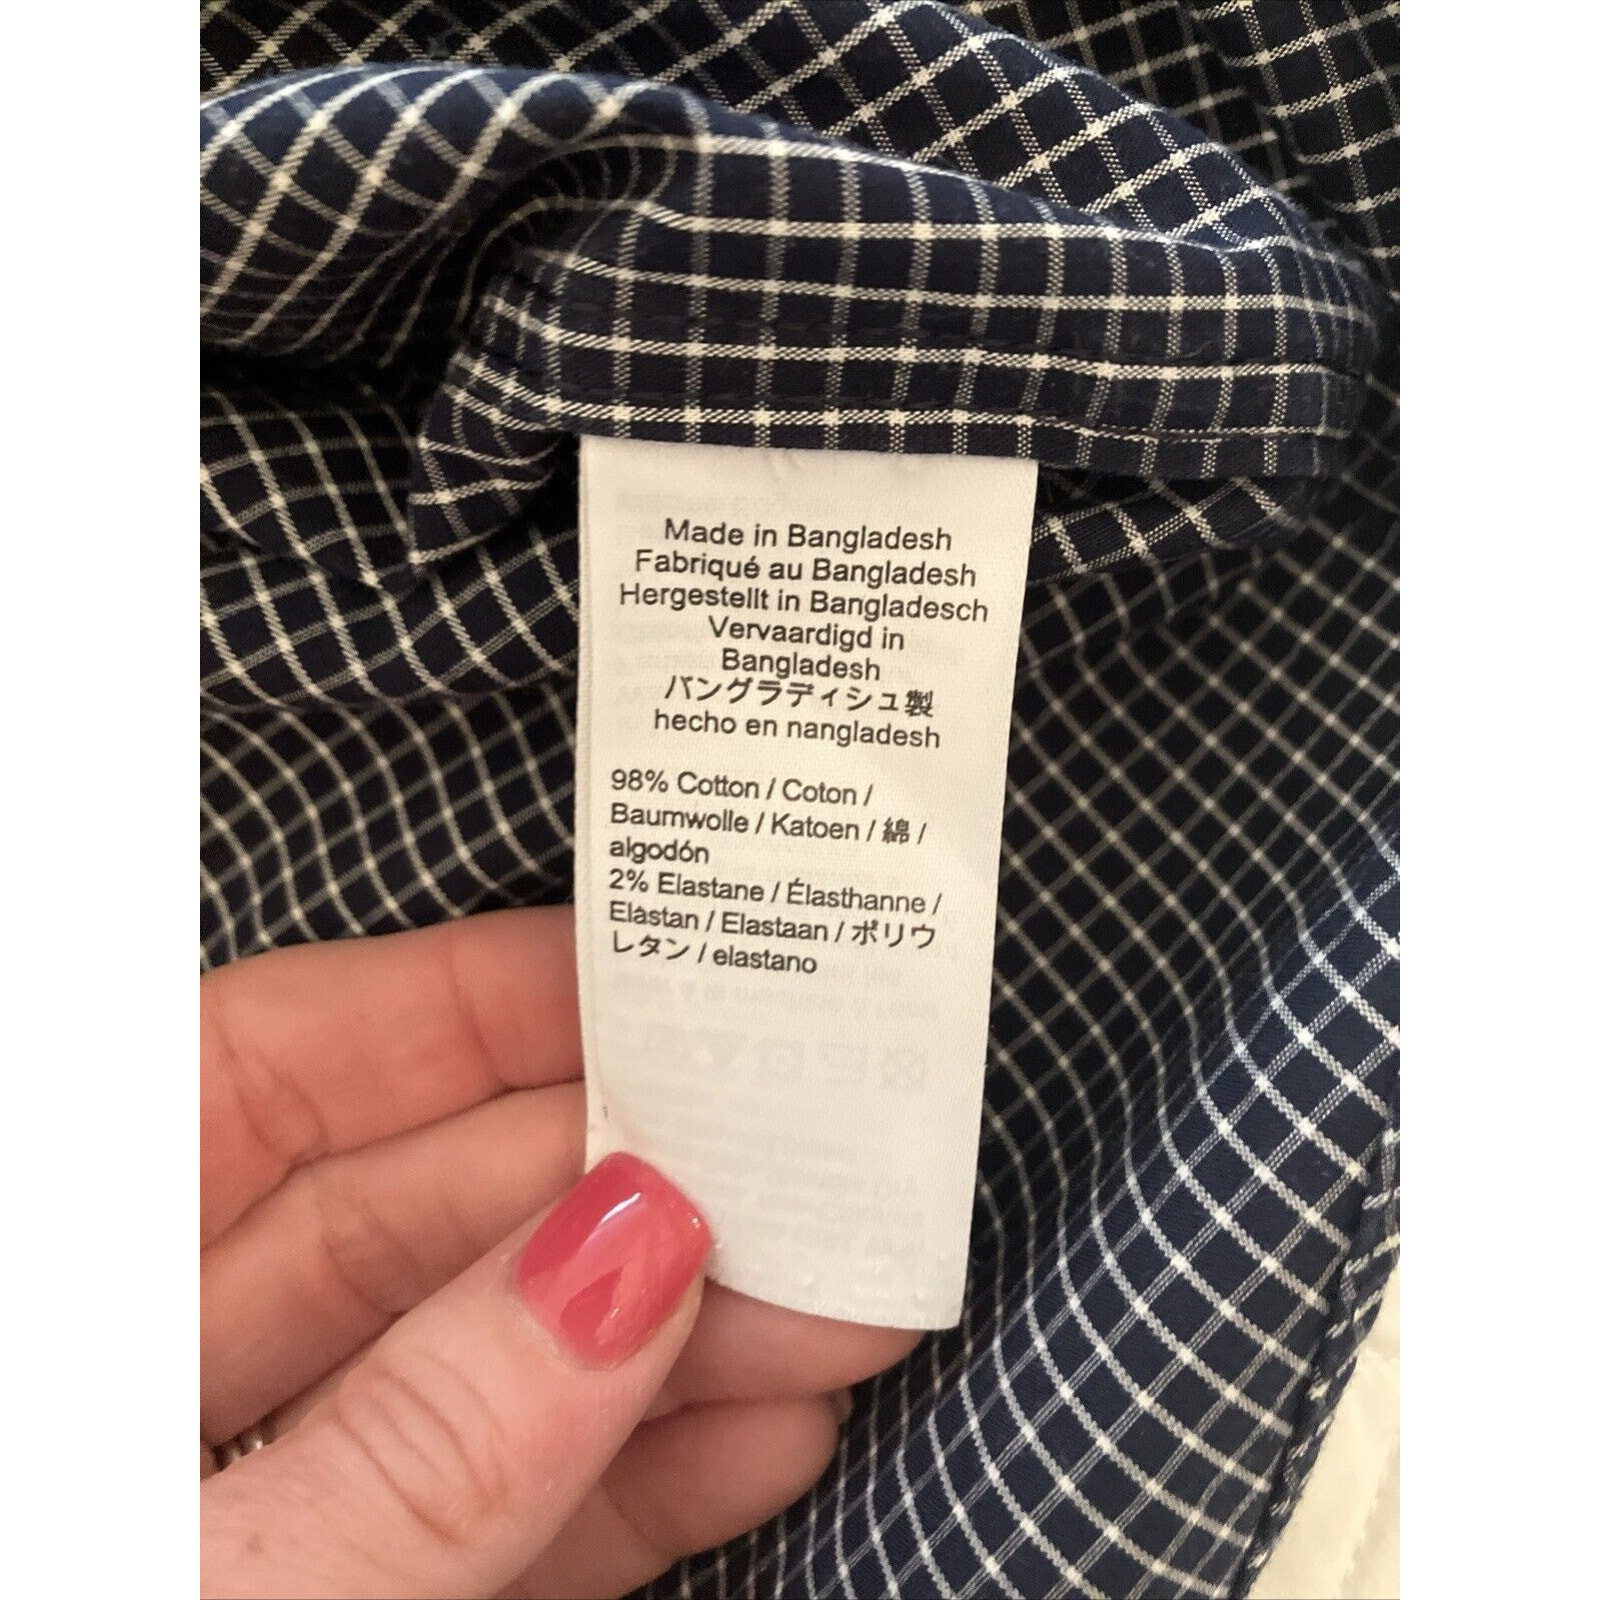 Made in Bangladesh
Fabriqué au Bangladesh
Hergestellt in Bangladesch
Vervaardigd in
Bangladesh
バングラディシュ製
hecho en nangladesh
98% Cotton / Coton /
Baumwolle / Katoen / 綿 /
algodón
2% Elastane / Élasthanne /
Elastan / Elastaan / ポリウ
レタン / elastano